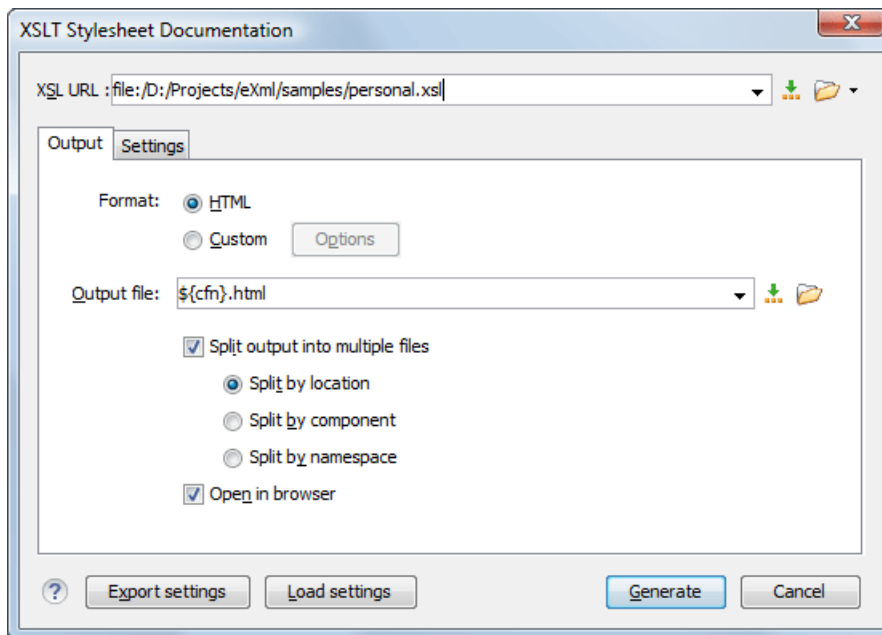 XSLT Stylesheet Documentation
XSL URL : file:/D:/Projects/eXml/samples/personal.xsl
Output Settings
Format: HTML
Custom Options
Output file: ${cfn}.html
Split output into multiple files
Split by location
Split by component
Split by namespace
Open in browser
? Export settings Load settings Generate Cancel